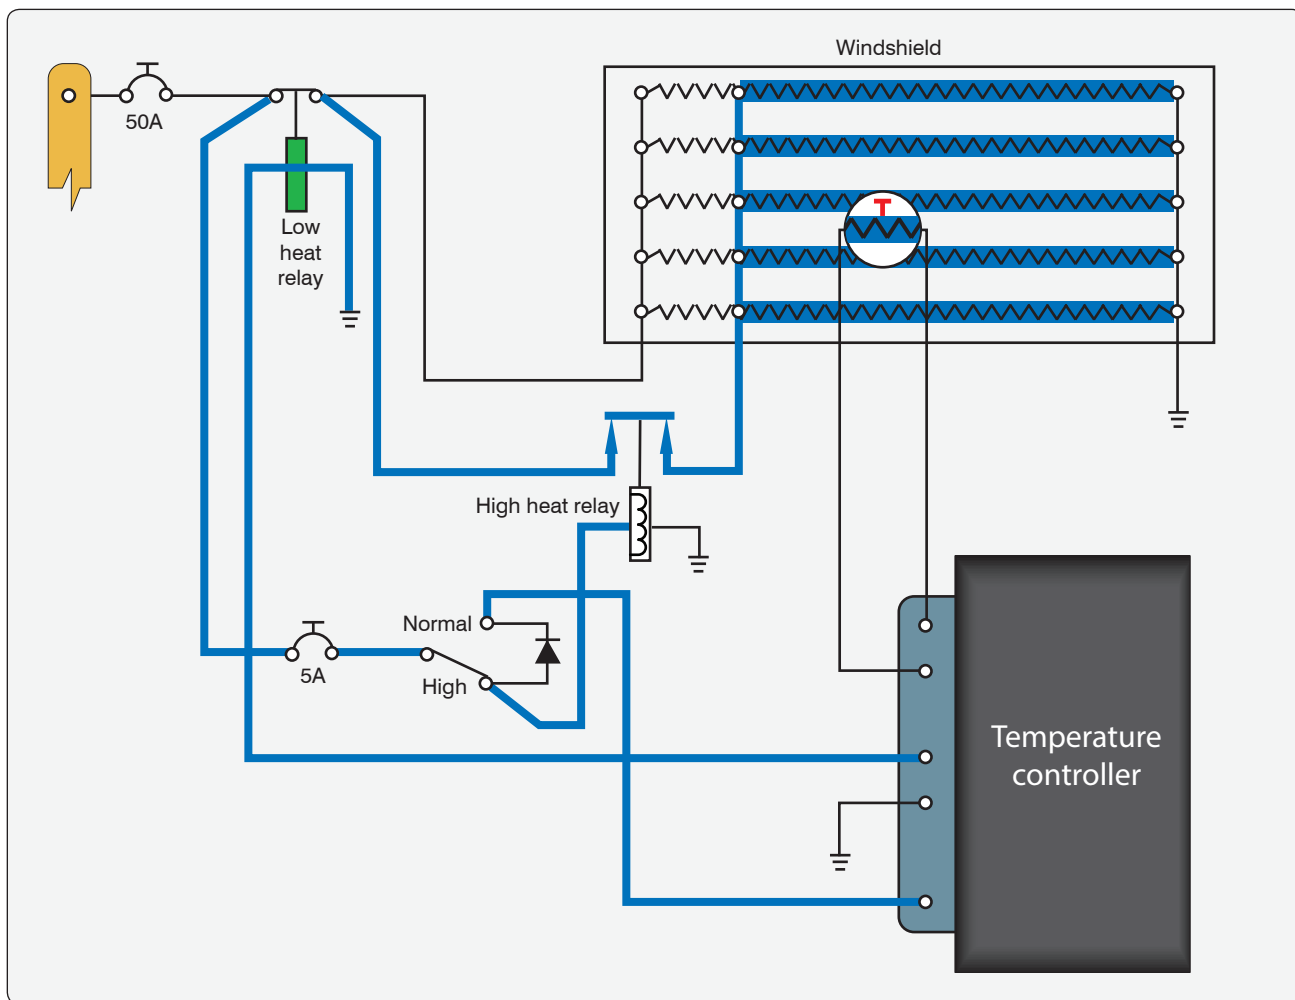 Windshield
50A
Low
heat
relay
T
High heat relay
Normal
5A
High
Temperature
controller